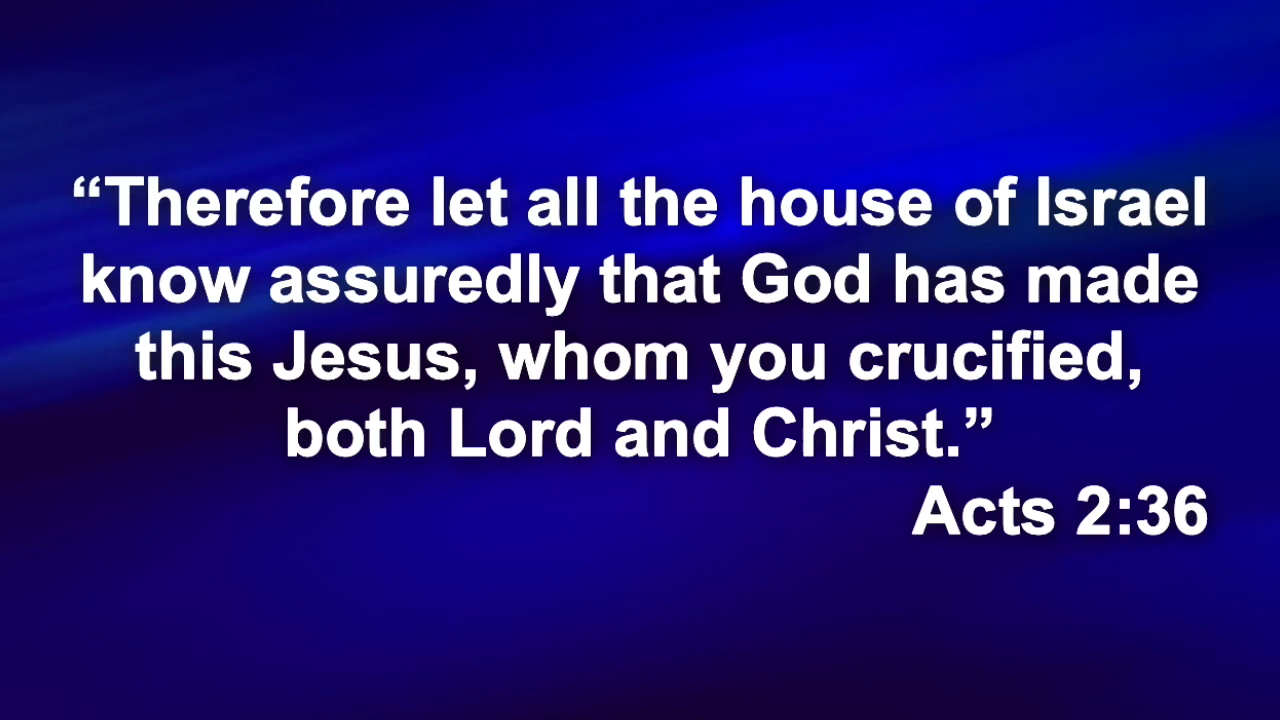 “Therefore let all the house of Israel
know assuredly that God has made
this Jesus, whom you crucified,
both Lord and Christ.”
Acts 2:36